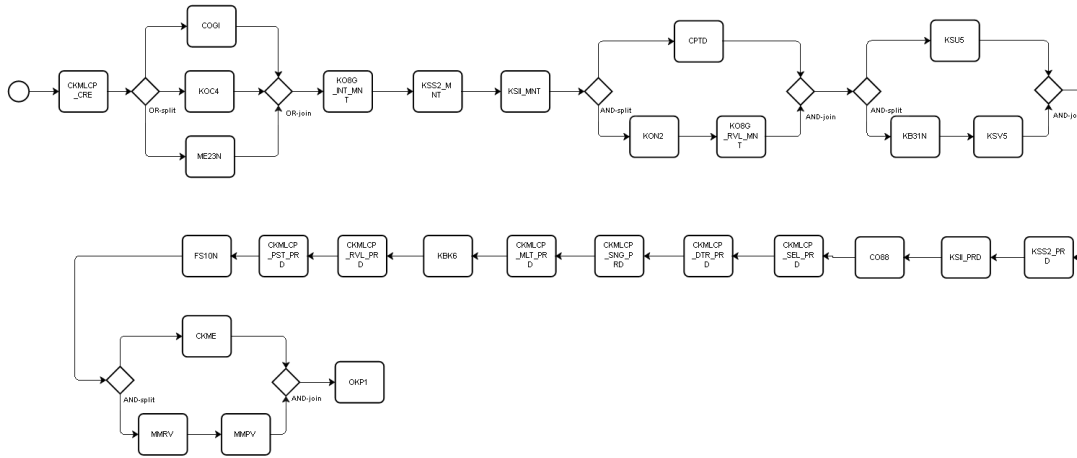 COGI
CPTD
KSU5
CKMLCP
_CRE
KOC4
KO8G
_INT_MN
T
KSS2_M
NT
KSII_MNT
OR-split
OR-join
AND-split
AND-join
AND-split
AND-jo
ME23N
KON2
KO8G
_RVL_MN
T
KB31N
KSV5
FS10N
CKMLCP
_PST_PR
D
CKMLCP
_RVL_PR
D
KBK6
CKMLCP
_MLT_PR
D
CKMLCP
_SNG_P
RD
CKMLCP
_DTR_PR
D
CKMLCP
_SEL_PR
D
CO88
KSII_PRD
KSS2_PR
D
CKME
AND-split
AND-join
OKP1
MMRV
MMPV